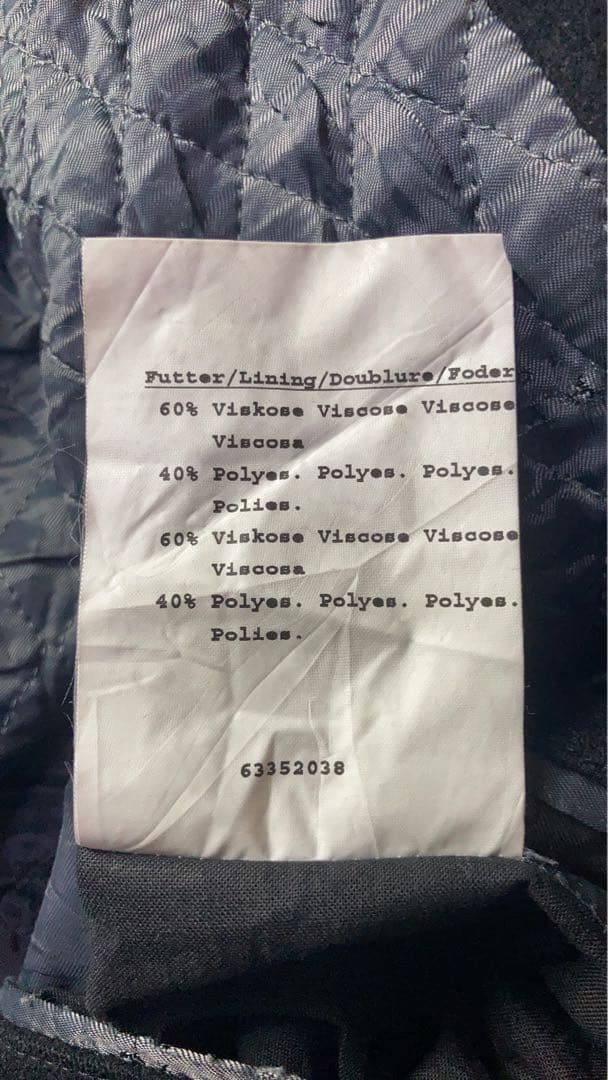 Futter/Lining/Doublure/Foder
60% Viskose Viscose Viscose
Viscosa
40% Polyes. Polyes. Polyes.
Polies.
60% Viskose Viscose Viscose
Viscosa
40% Polyes. Polyes. Polyes.
Polies.
63352038